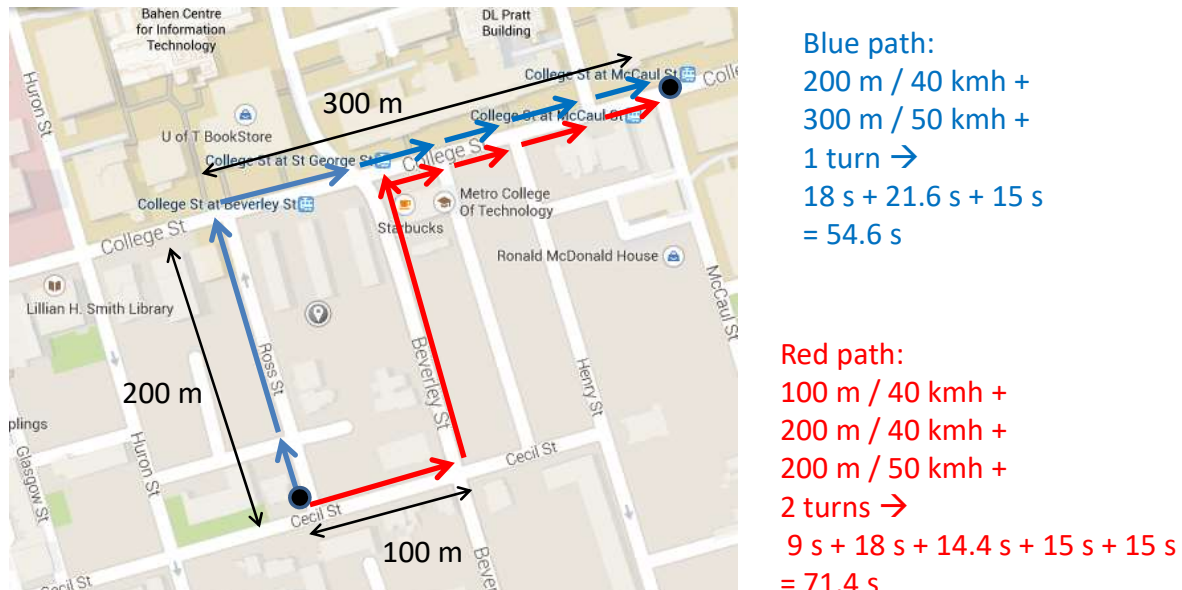 Bahen Centre
for Information
Technology
DL Pratt
Building
Huron St
College St at McCaul St
300 m
College St at McCaul St
U of T BookStore
College St at St George St
College St
Metro College
Of Technology
College St at Beverley St
Starbucks
College St
Ronald McDonald House
Lillian H. Smith Library
McCaul St
Ross St
Beverley St
Henry St
200 m
plings
Huron St
Glasgow St
Cecil St
Cecil St
100 m
Bever
cil St
Blue path:
200 m / 40 kmh +
300 m / 50 kmh +
1 turn →
18 s + 21.6 s + 15 s
= 54.6 s
Red path:
100 m / 40 kmh +
200 m / 40 kmh +
200 m / 50 kmh +
2 turns →
9 s + 18 s + 14.4 s + 15 s + 15 s
= 71.4 s